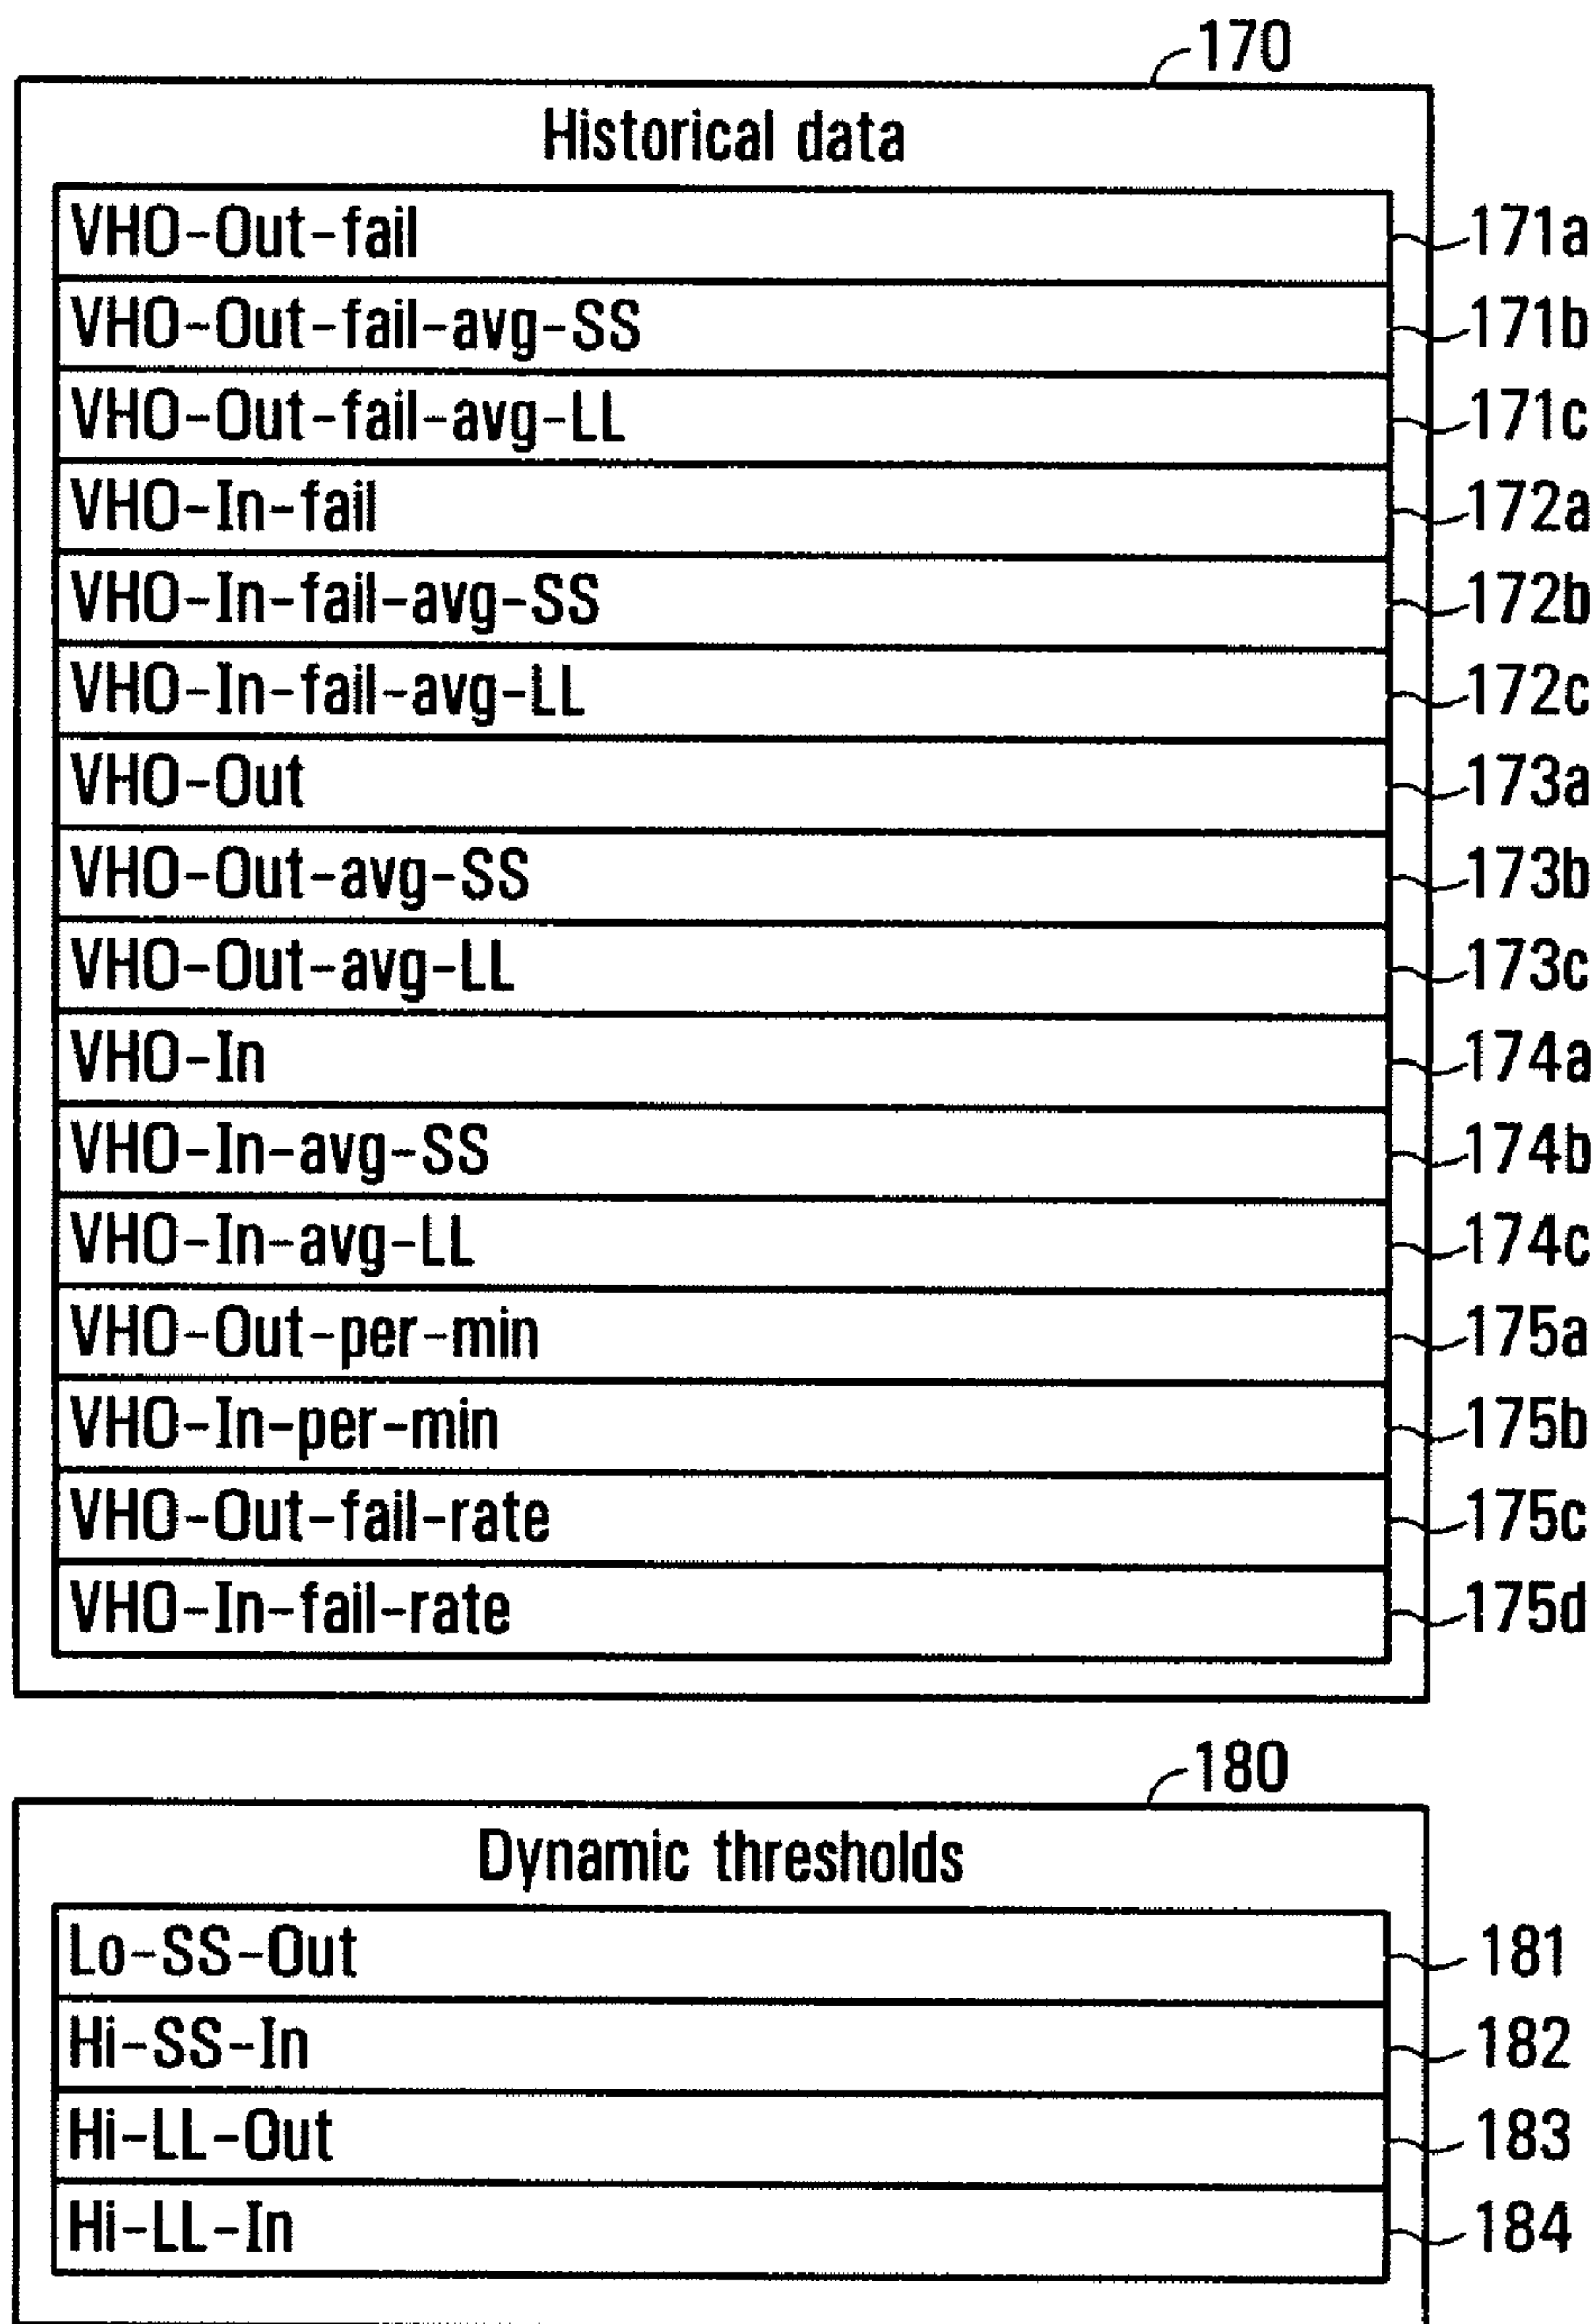 170
Historical data
VHO-Out-fail 171a
VHO-Out-fail-avg-SS 171b
VHO-Out-fail-avg-LL 171c
VHO-In-fail 172a
VHO-In-fail-avg-SS 172b
VHO-In-fail-avg-LL 172c
VHO-Out 173a
VHO-Out-avg-SS 173b
VHO-Out-avg-LL 173c
VHO-In 174a
VHO-In-avg-SS 174b
VHO-In-avg-LL 174c
VHO-Out-per-min 175a
VHO-In-per-min 175b
VHO-Out-fail-rate 175c
VHO-In-fail-rate 175d
180
Dynamic thresholds
Lo-SS-Out 181
Hi-SS-In 182
Hi-LL-Out 183
Hi-LL-In 184